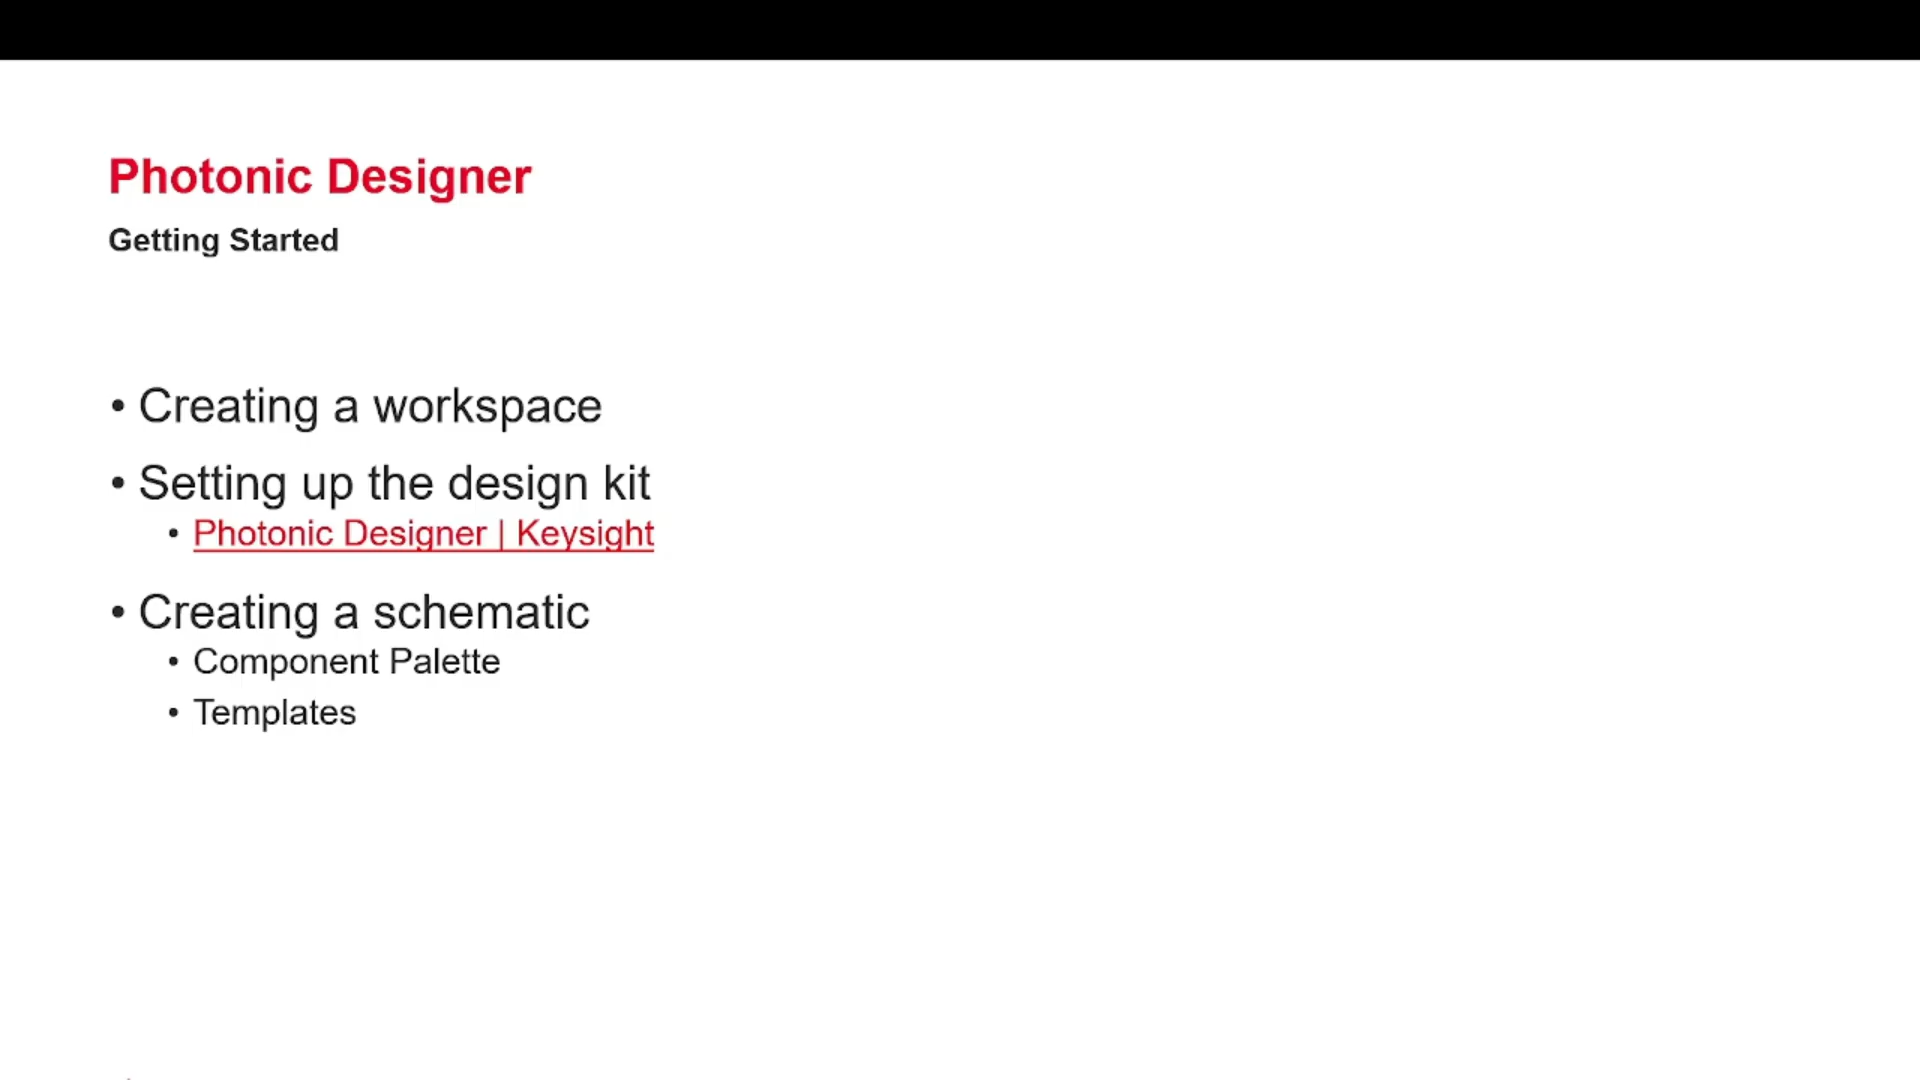 Photonic Designer
Getting Started
• Creating a workspace
• Setting up the design kit
• Photonic Designer | Keysight
• Creating a schematic
• Component Palette
• Templates